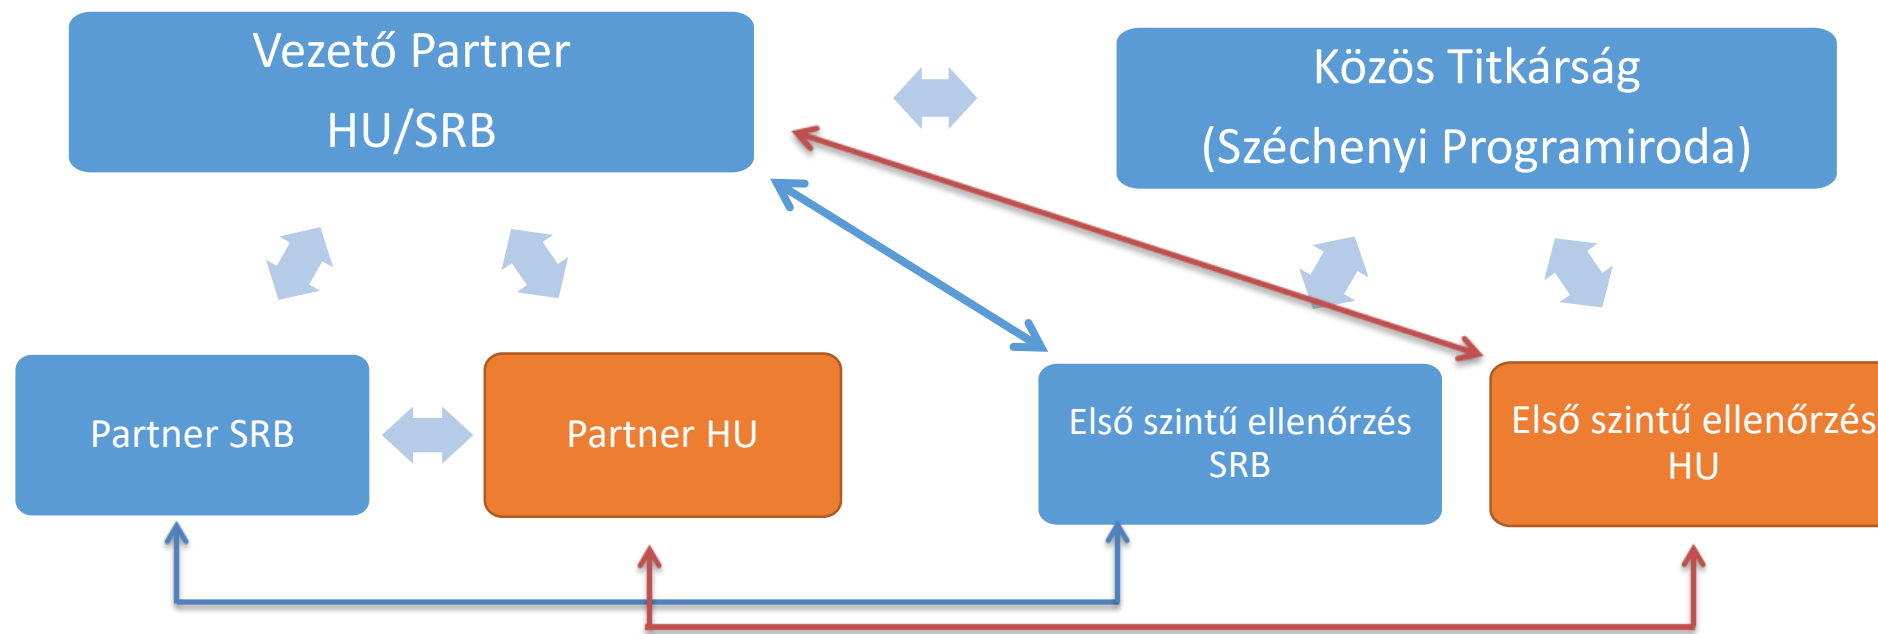 Vezető Partner
HU/SRB
Közös Titkárság
(Széchenyi Programiroda)
Partner SRB
Partner HU
Első szintű ellenőrzés
SRB
Első szintű ellenőrzés
HU